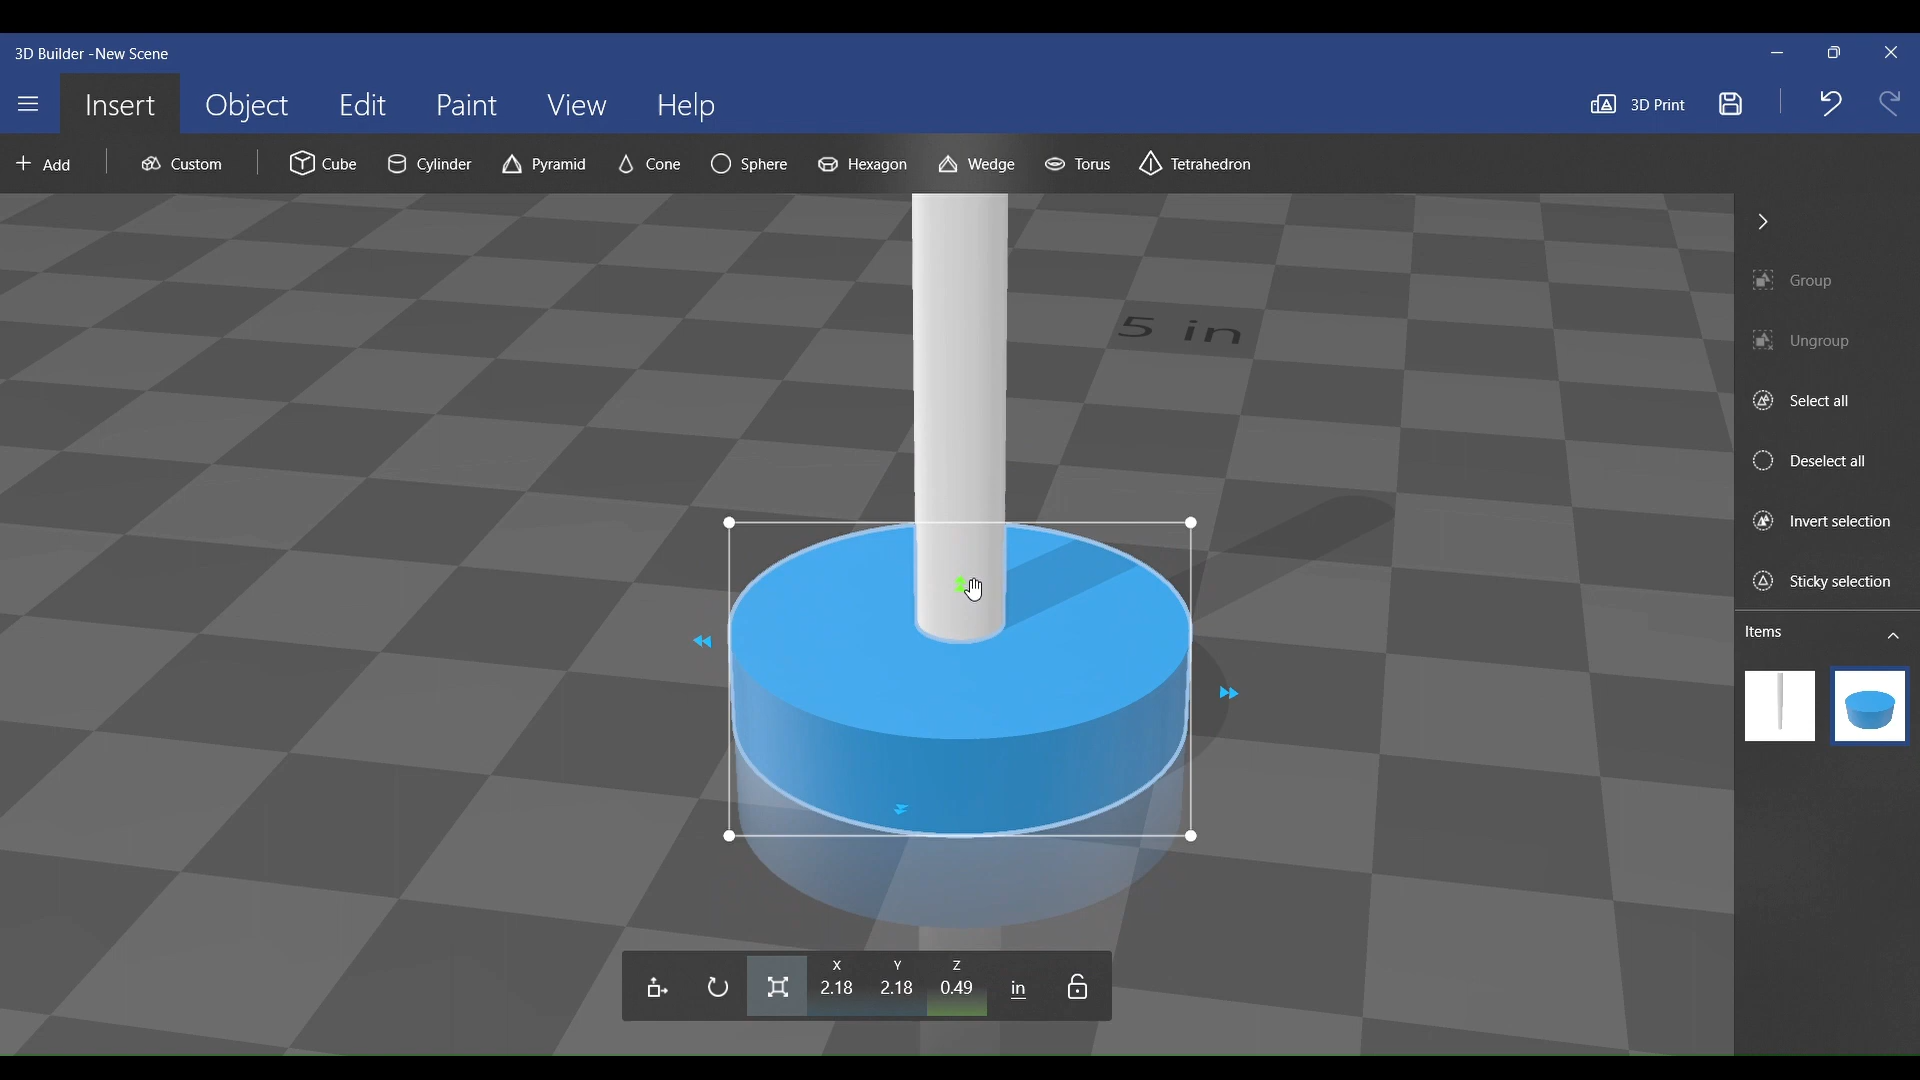 3D Builder -New Scene
Insert Object Edit Paint View Help 3D Print
Add Custom Cube Cylinder Pyramid Cone Sphere Hexagon Wedge Torus Tetrahedron
5 in
Group
Ungroup
Select all
Deselect all
Invert selection
Sticky selection
Items
X Y Z
2.18 2.18 0.49 in